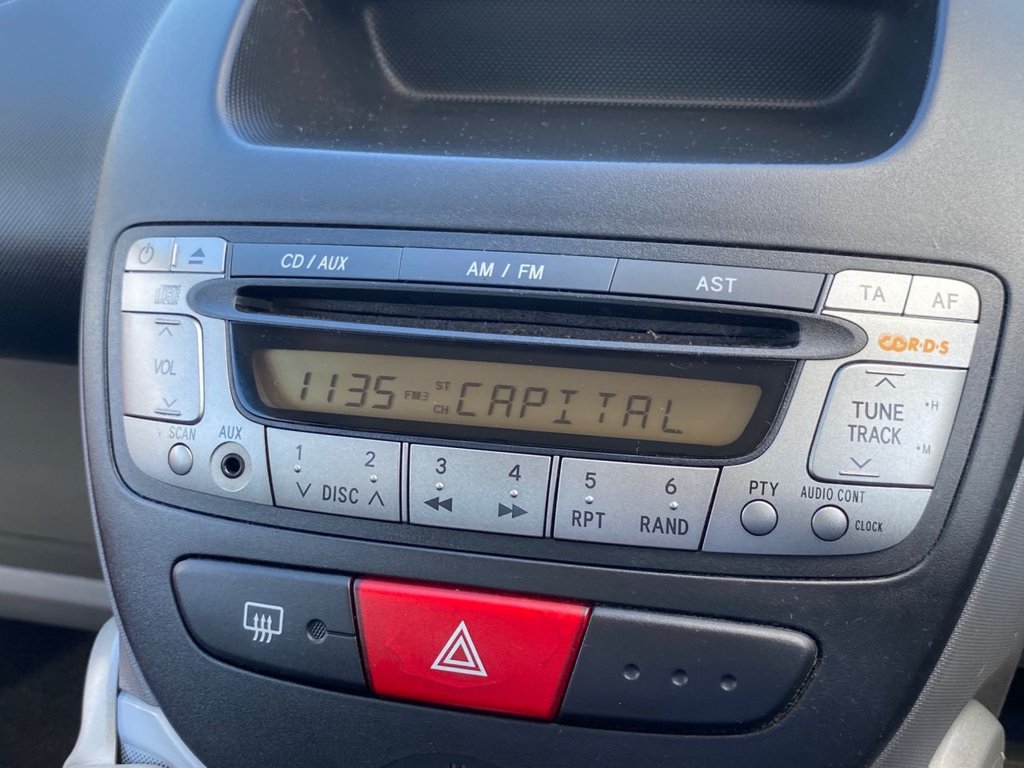 CD / AUX AM / FM AST TA AF
RDS
VOL
1135 FM3 ST CH CAPITAL
TUNE TRACK H M
SCAN AUX
1 2 3 4 5 6
DISC RPT RAND
PTY AUDIO CONT
CLOCK